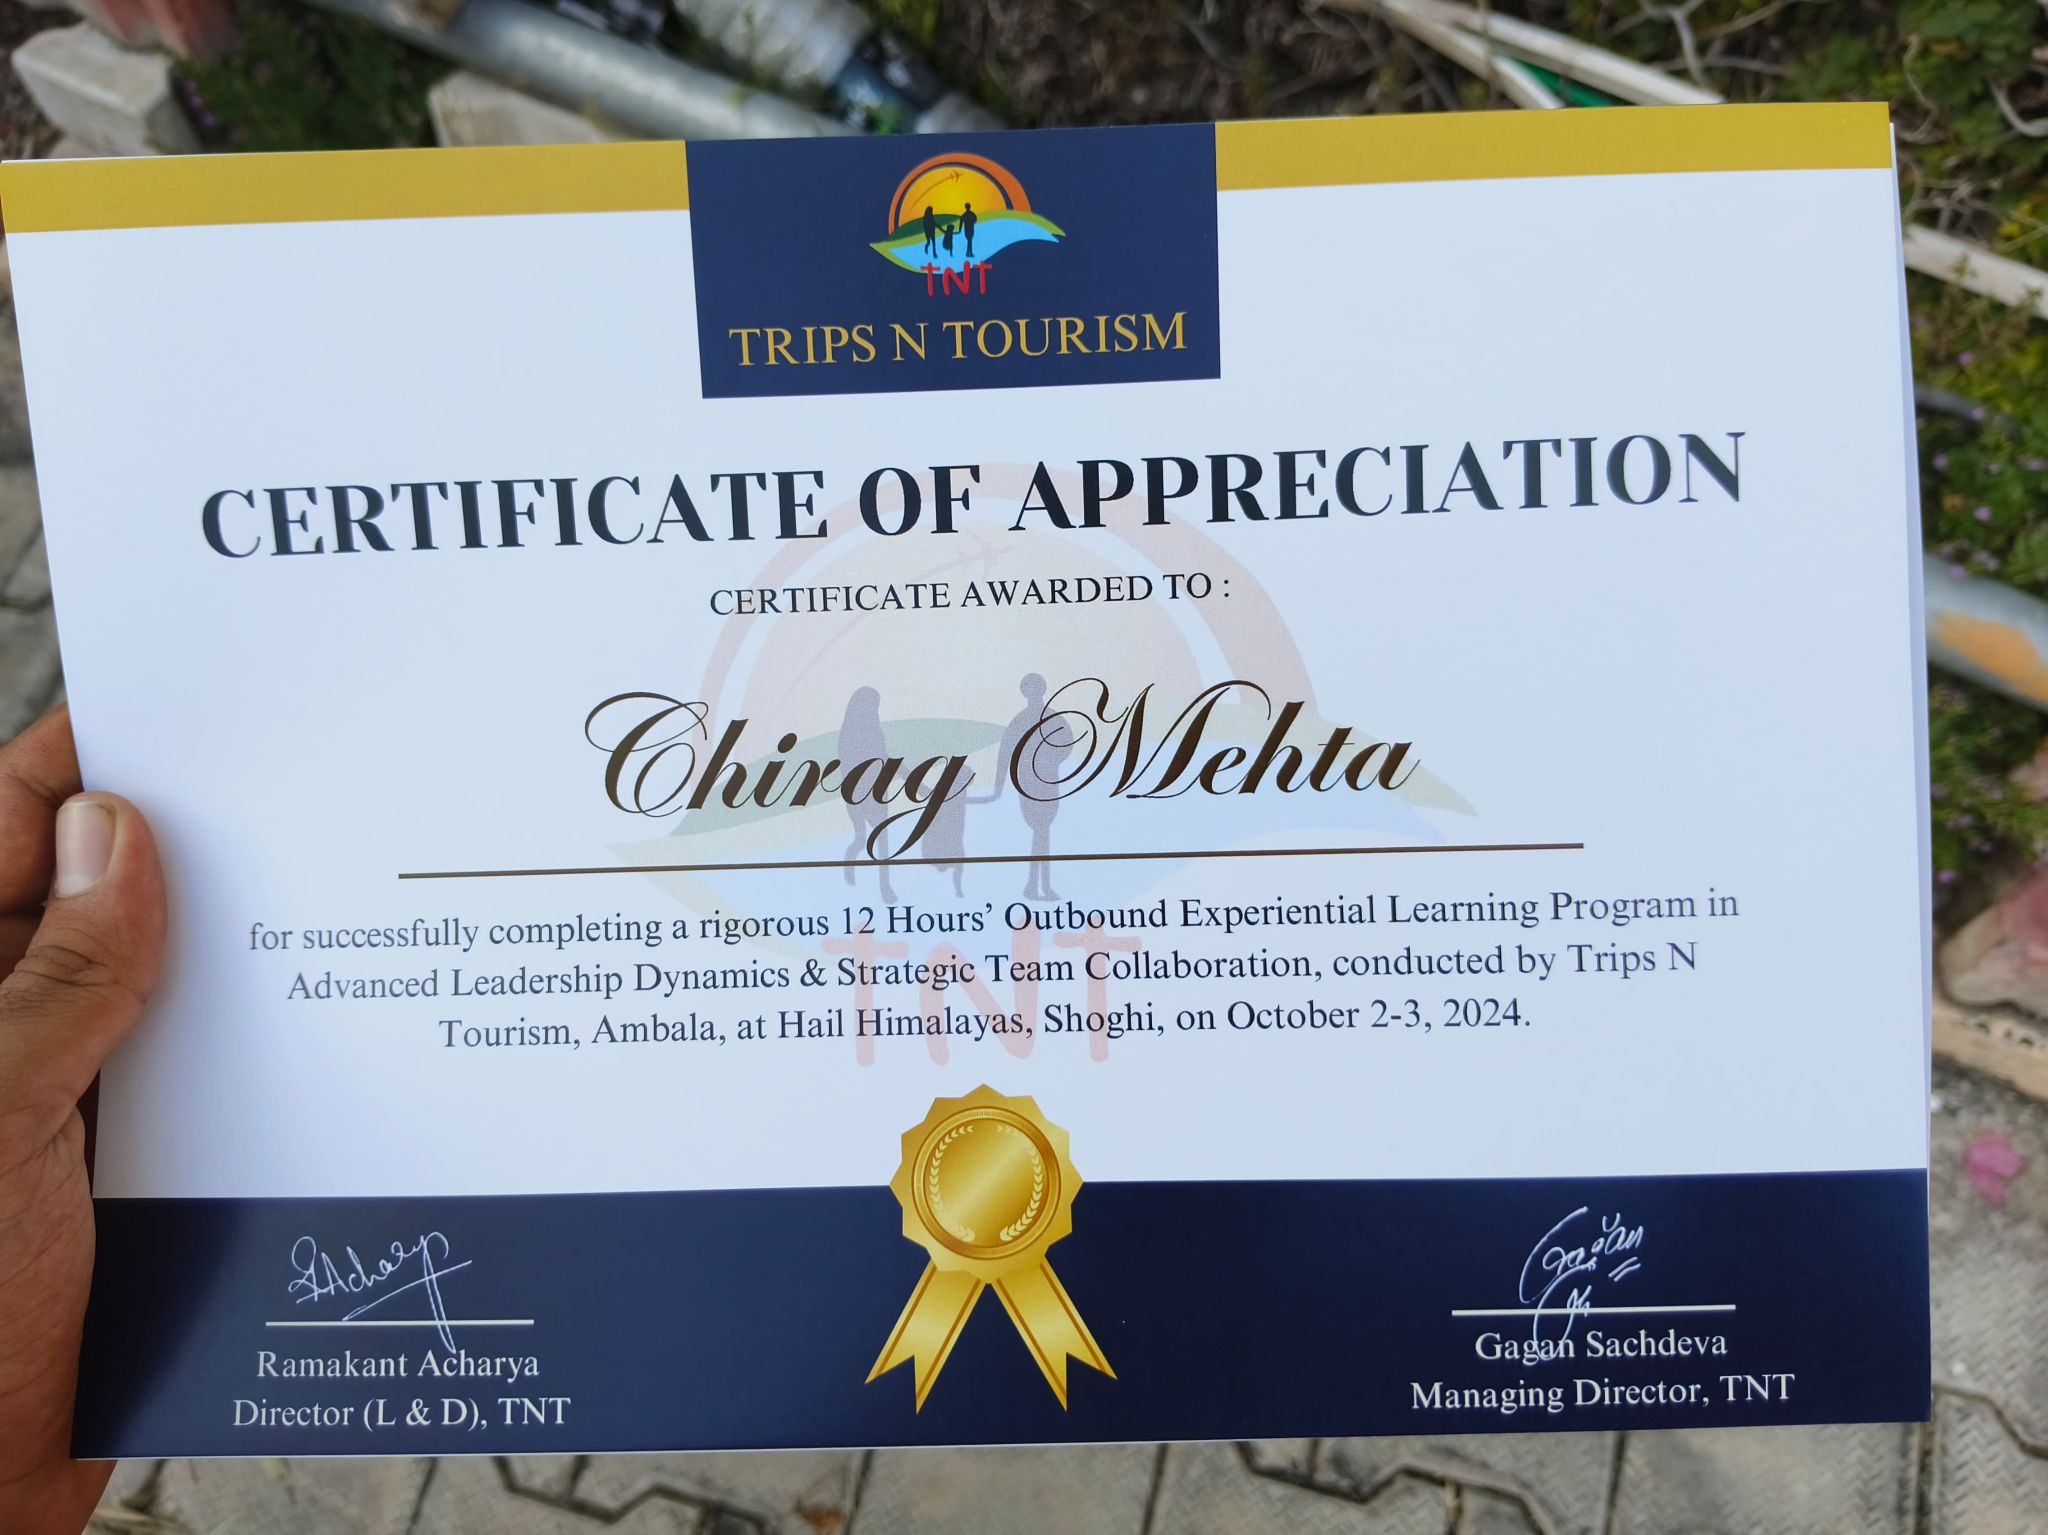 TNT
TRIPS N TOURISM
CERTIFICATE OF APPRECIATION
CERTIFICATE AWARDED TO :
Chirag Mehta
for successfully completing a rigorous 12 Hours’ Outbound Experiential Learning Program in
Advanced Leadership Dynamics & Strategic Team Collaboration, conducted by Trips N
Tourism, Ambala, at Hail Himalayas, Shoghi, on October 2-3, 2024.
TNT
RAcharya
Ramakant Acharya
Director (L & D), TNT
Gagan
Gagan Sachdeva
Managing Director, TNT